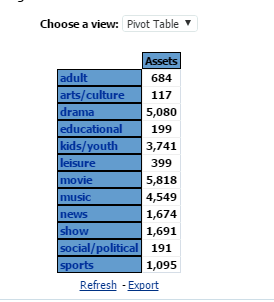 Choose a view: Pivot Table ▼
Assets
adult 684
arts/culture 117
drama 5,080
educational 199
kids/youth 3,741
leisure 399
movie 5,818
music 4,549
news 1,674
show 1,691
social/political 191
sports 1,095
Refresh - Export